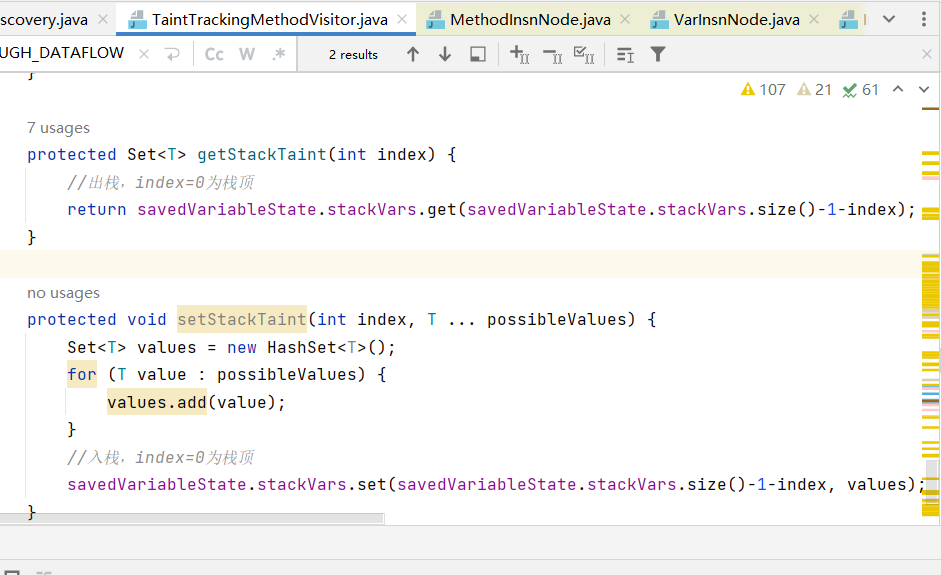 scovery.java TaintTrackingMethodVisitor.java MethodInsnNode.java VarInsnNode.java
UGH_DATAFLOW Cc W .* 2 results
107 21 61
}
7 usages
protected Set<T> getStackTaint(int index) {
//出栈，index=0为栈顶
return savedVariableState.stackVars.get(savedVariableState.stackVars.size()-1-index);
}
no usages
protected void setStackTaint(int index, T ... possibleValues) {
Set<T> values = new HashSet<T>();
for (T value : possibleValues) {
values.add(value);
}
//入栈，index=0为栈顶
savedVariableState.stackVars.set(savedVariableState.stackVars.size()-1-index, values);
}